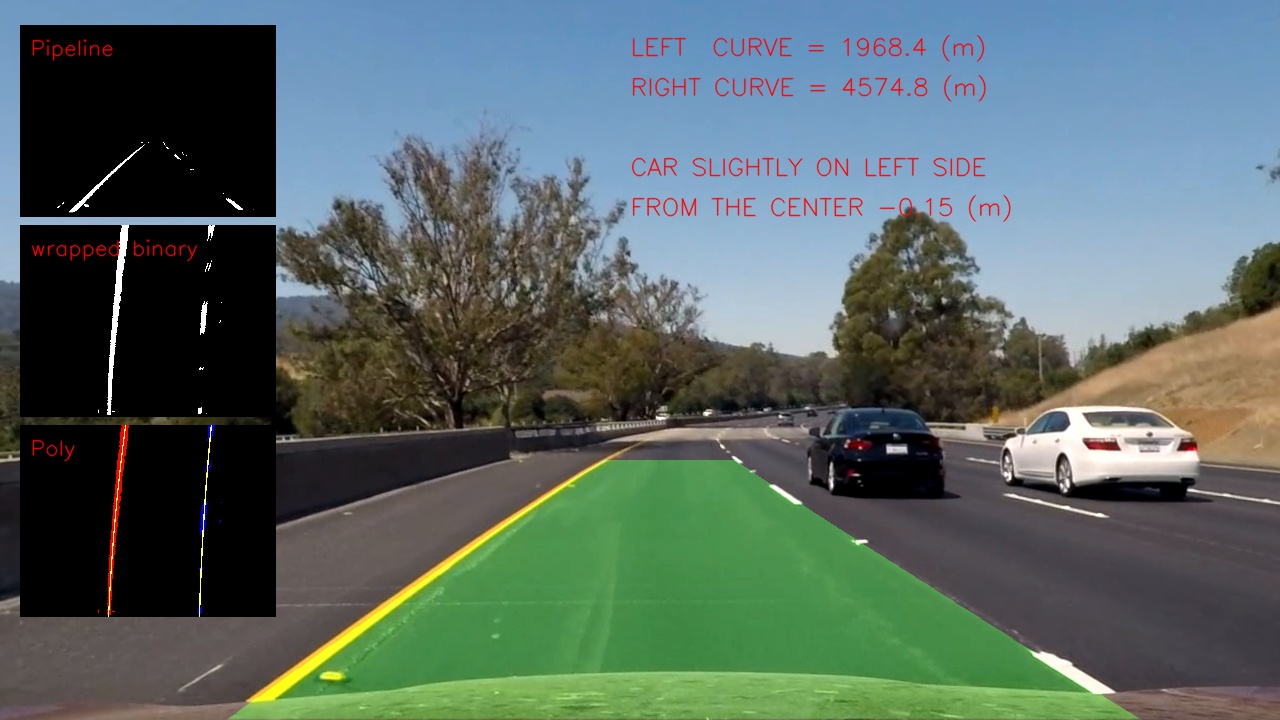 Pipeline
wrapped binary
Poly
LEFT CURVE = 1968.4 (m)
RIGHT CURVE = 4574.8 (m)
CAR SLIGHTLY ON LEFT SIDE
FROM THE CENTER -0.15 (m)